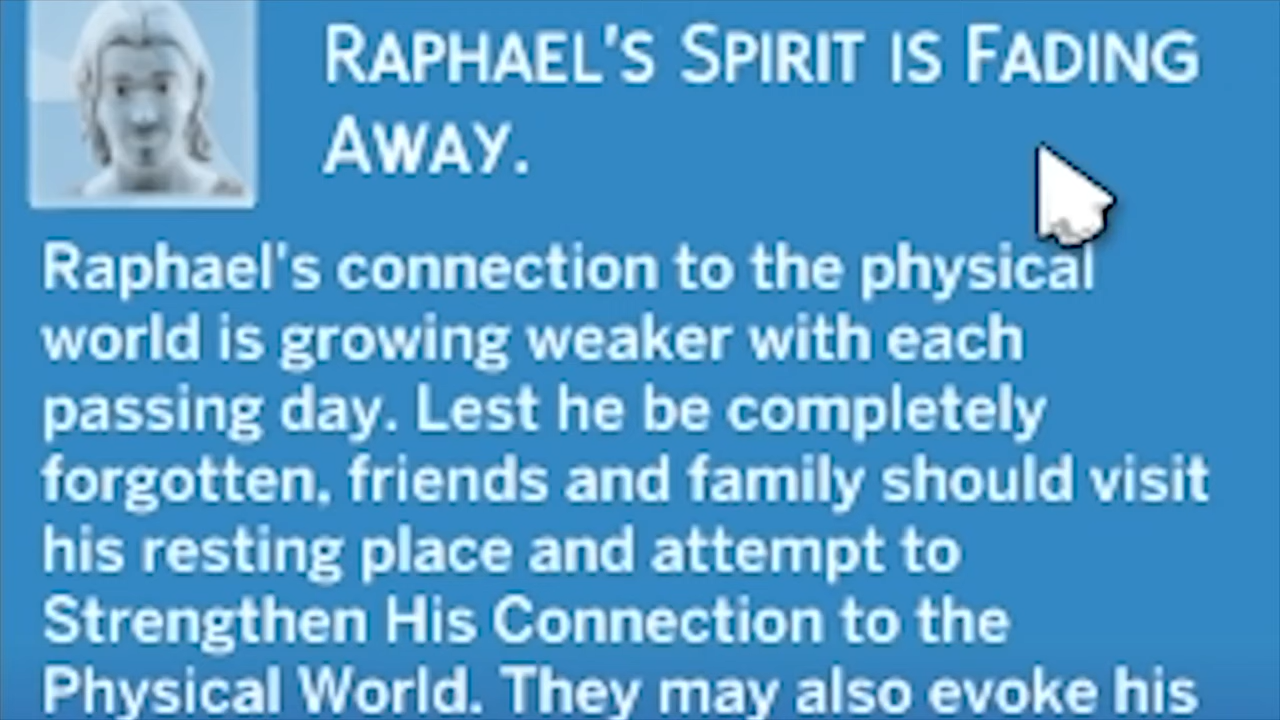 RAPHAEL'S SPIRIT IS FADING
AWAY.
Raphael's connection to the physical
world is growing weaker with each
passing day. Lest he be completely
forgotten, friends and family should visit
his resting place and attempt to
Strengthen His Connection to the
Physical World. They may also evoke his